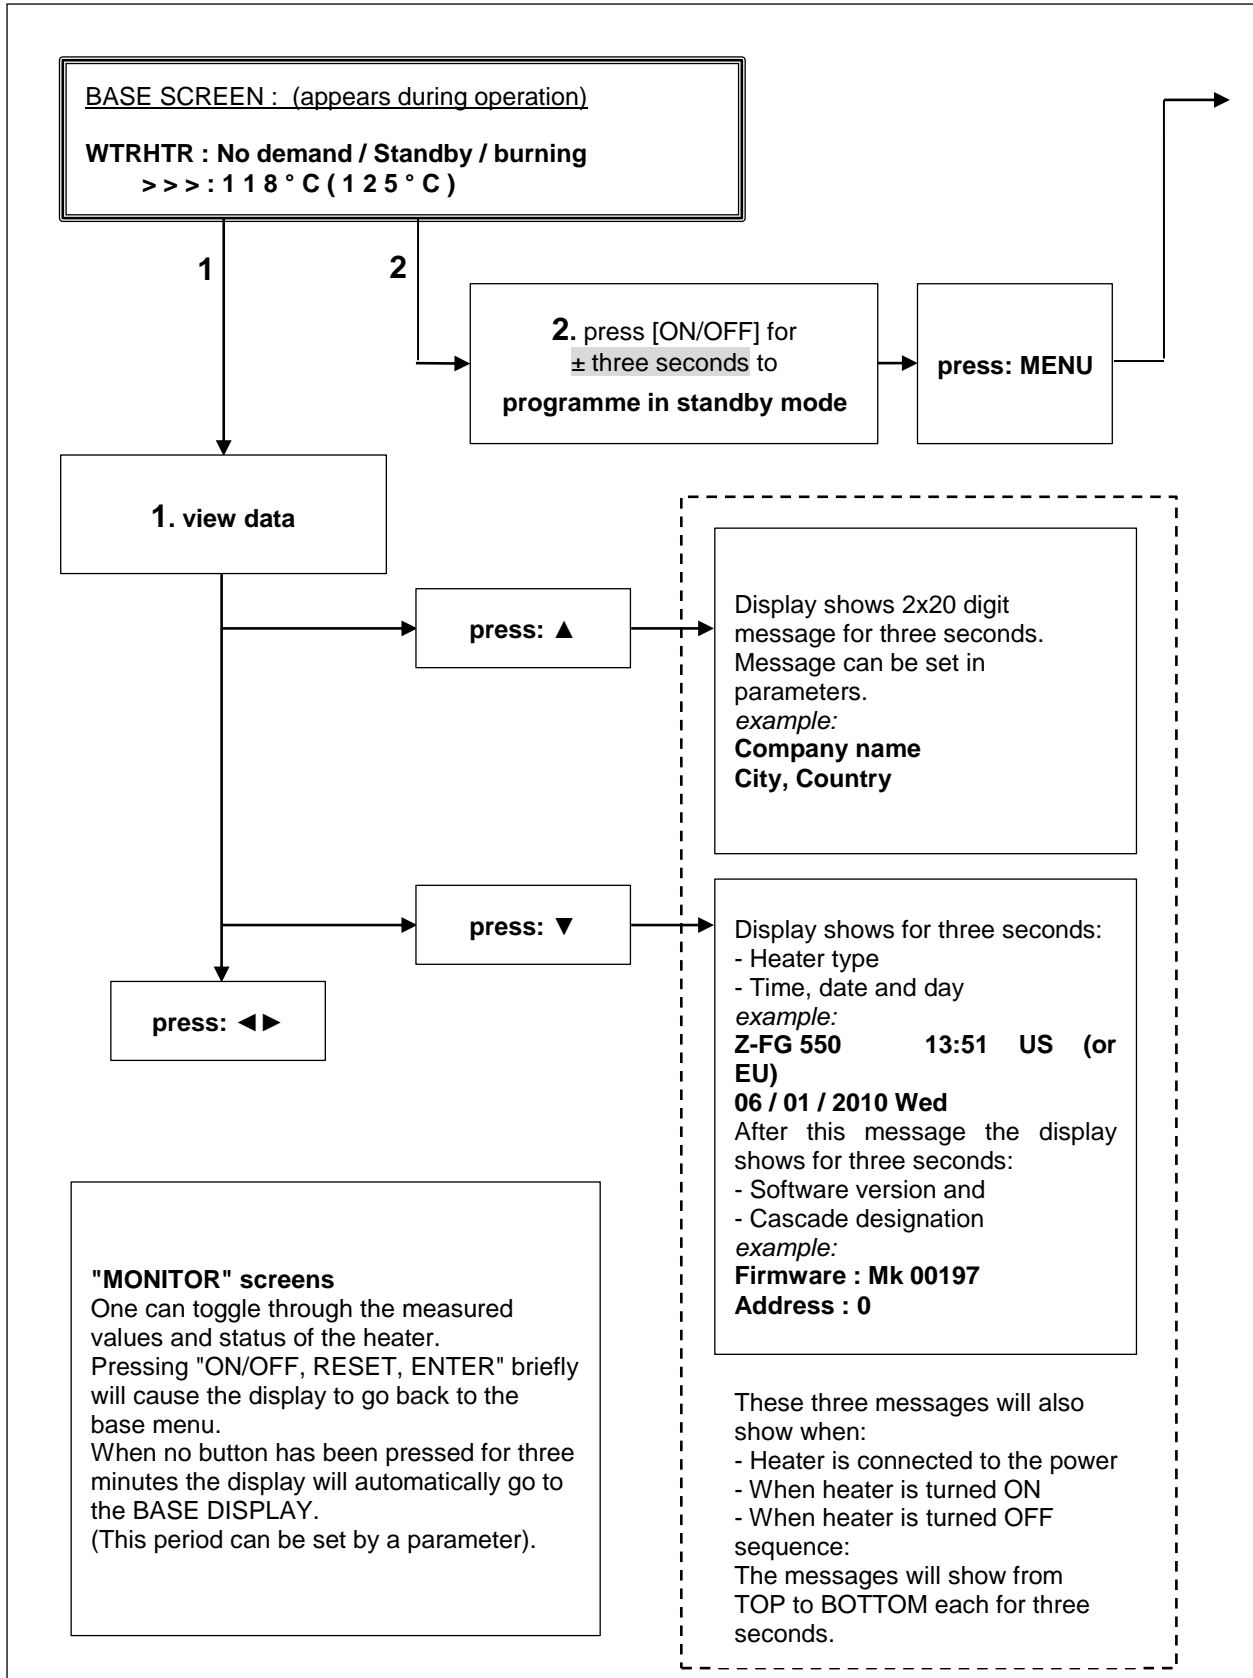 BASE SCREEN : (appears during operation)
WTRHTR : No demand / Standby / burning
> > > : 1 1 8 ° C ( 1 2 5 ° C )
1
2
2. press [ON/OFF] for
± three seconds to
programme in standby mode
press: MENU
1. view data
press: ▲
Display shows 2x20 digit
message for three seconds.
Message can be set in
parameters.
example:
Company name
City, Country
press: ▼
Display shows for three seconds:
- Heater type
- Time, date and day
example:
Z-FG 550 13:51 US (or
EU)
06 / 01 / 2010 Wed
After this message the display
shows for three seconds:
- Software version and
- Cascade designation
example:
Firmware : Mk 00197
Address : 0
press: ◄►
"MONITOR" screens
One can toggle through the measured
values and status of the heater.
Pressing "ON/OFF, RESET, ENTER" briefly
will cause the display to go back to the
base menu.
When no button has been pressed for three
minutes the display will automatically go to
the BASE DISPLAY.
(This period can be set by a parameter).
These three messages will also
show when:
- Heater is connected to the power
- When heater is turned ON
- When heater is turned OFF
sequence:
The messages will show from
TOP to BOTTOM each for three
seconds.